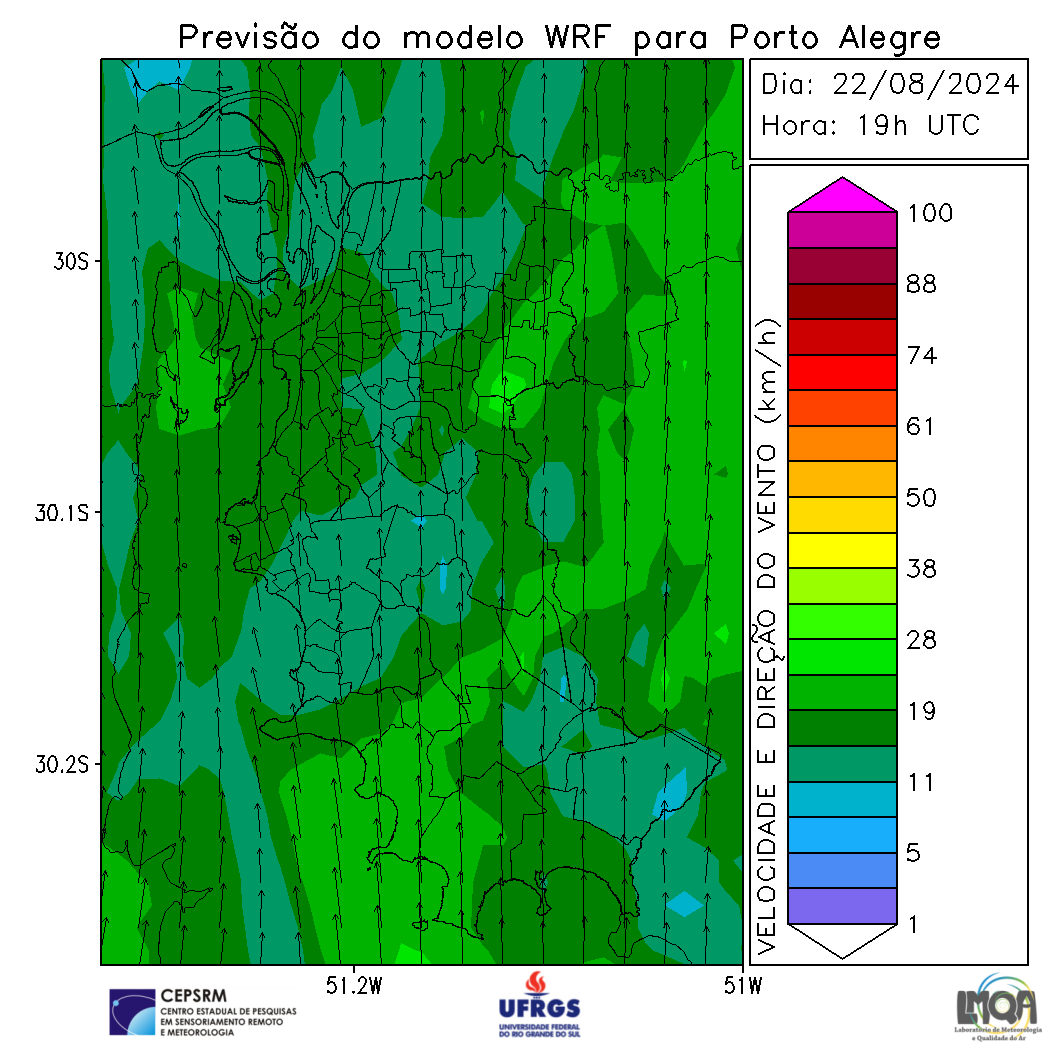 Previsão do modelo WRF para Porto Alegre
Dia: 22/08/2024
Hora: 19h UTC
100
88
74
61
50
38
28
19
11
5
1
VELOCIDADE E DIREÇÃO DO VENTO (km/h)
30S
30.1S
30.2S
51.2W
51W
CEPSRM
CENTRO ESTADUAL DE PESQUISAS
EM SENSORIAMENTO REMOTO
E METEOROLOGIA
UFRGS
UNIVERSIDADE FEDERAL
DO RIO GRANDE DO SUL
LMQA
Laboratório de Meteorologia
e Qualidade do Ar